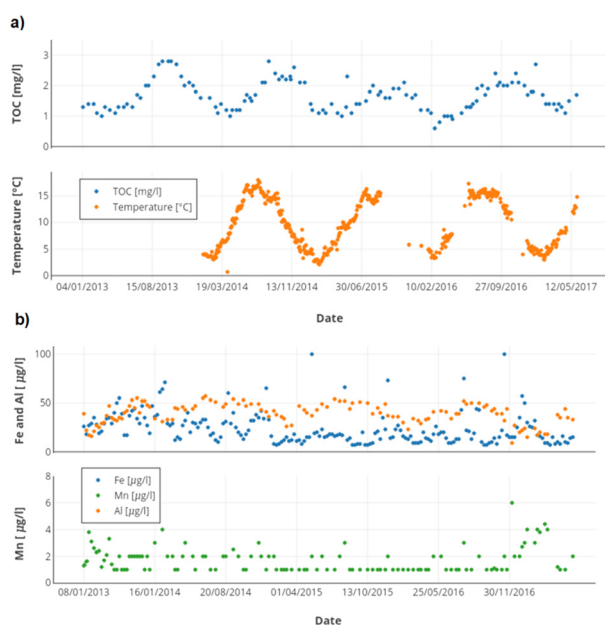 a)
3
2
1
0
TOC [mg/l]
15
10
5
0
Temperature [°C]
TOC [mg/l]
Temperature [°C]
04/01/2013 15/08/2013 19/03/2014 13/11/2014 30/06/2015 10/02/2016 27/09/2016 12/05/2017
Date
b)
100
50
0
Fe and Al [ µg/l]
Fe [µg/l]
Mn [µg/l]
Al [µg/l]
8
6
4
2
0
Mn [ µg/l]
08/01/2013 16/01/2014 20/08/2014 01/04/2015 13/10/2015 25/05/2016 30/11/2016
Date